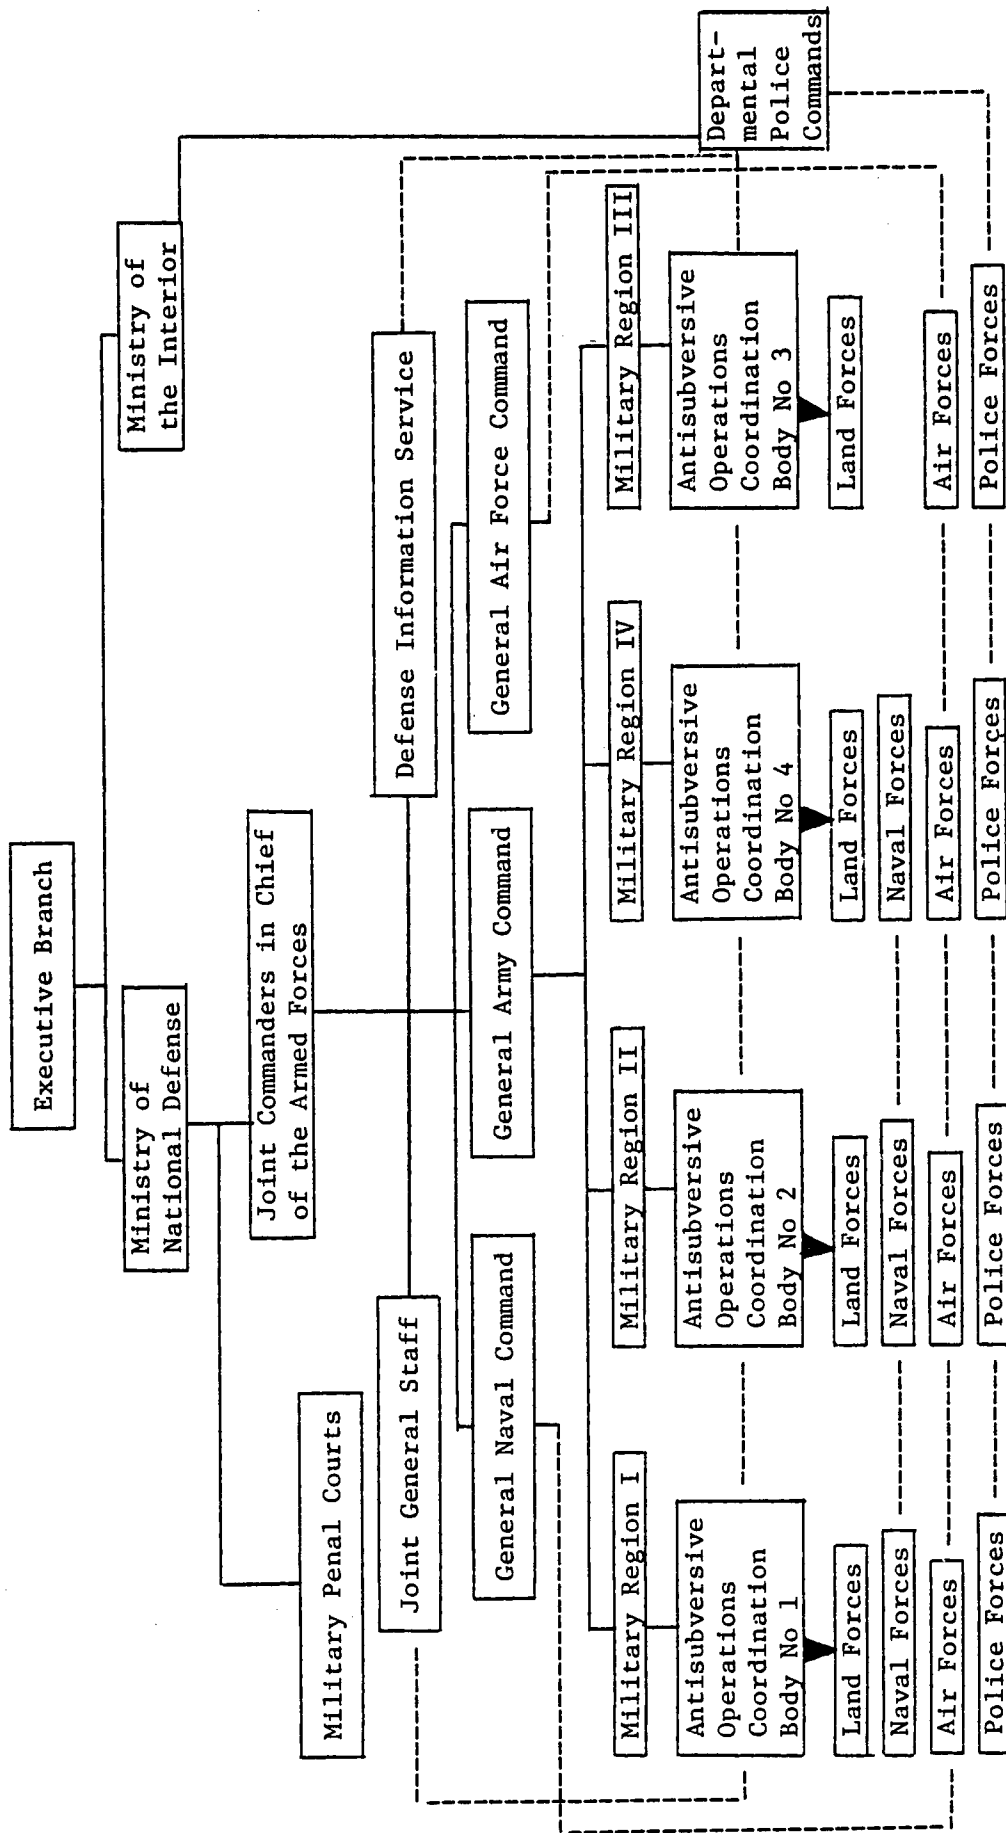 Executive Branch
Ministry of
National Defense
Ministry of
the Interior
Joint Commanders in Chief
of the Armed Forces
Military Penal Courts
Joint General Staff
Defense Information Service
General Naval Command
General Army Command
General Air Force Command
Military Region I
Military Region II
Military Region IV
Military Region III
Antisubversive
Operations
Coordination
Body No 1
Antisubversive
Operations
Coordination
Body No 2
Antisubversive
Operations
Coordination
Body No 4
Antisubversive
Operations
Coordination
Body No 3
Depart-
mental
Police
Commands
Land Forces
Land Forces
Land Forces
Land Forces
Naval Forces
Naval Forces
Naval Forces
Air Forces
Air Forces
Air Forces
Air Forces
Police Forces
Police Forces
Police Forces
Police Forces